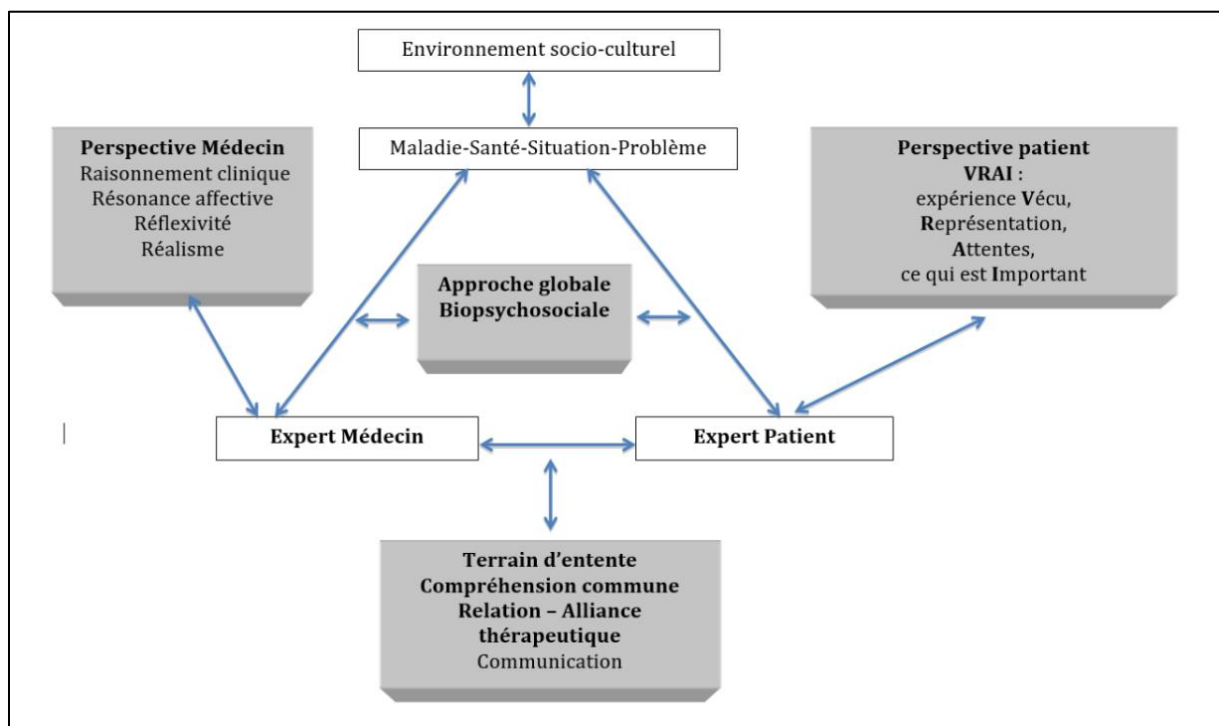 Environnement socio-culturel
Maladie-Santé-Situation-Problème
Perspective Médecin
Raisonnement clinique
Résonance affective
Réflexivité
Réalisme
Perspective patient
VRAI :
expérience Vécu,
Représentation,
Attentes,
ce qui est Important
Approche globale
Biopsychosociale
Expert Médecin
Expert Patient
Terrain d'entente
Compréhension commune
Relation – Alliance
thérapeutique
Communication